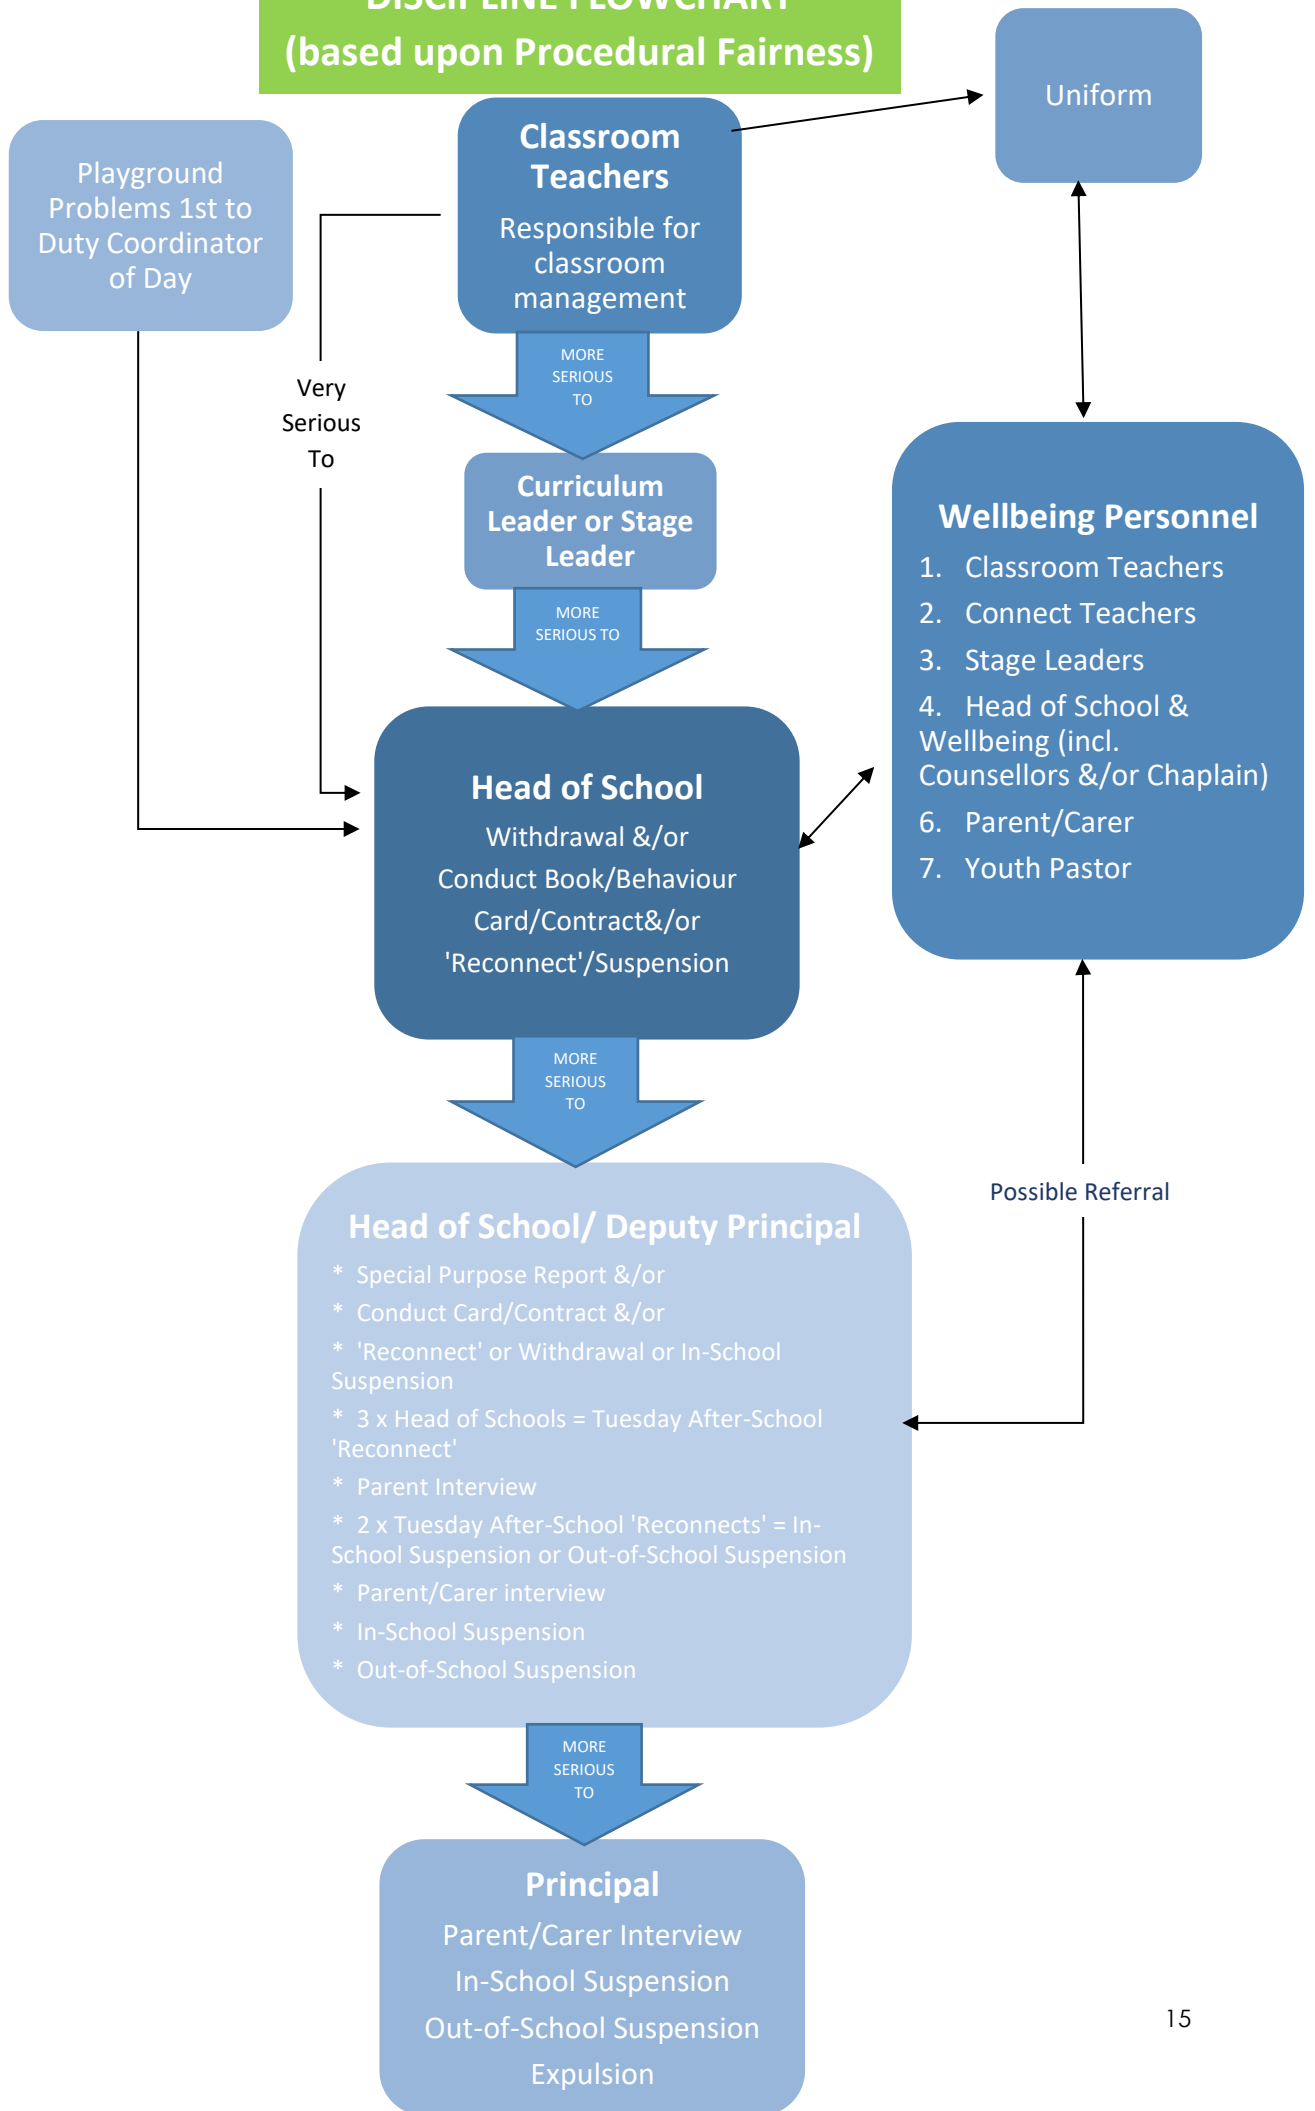 DISCIPLINE FLOWCHART
(based upon Procedural Fairness)
Uniform
Classroom
Teachers
Responsible for
classroom
management
Playground
Problems 1st to
Duty Coordinator
of Day
MORE
SERIOUS
TO
Very
Serious
To
Curriculum
Leader or Stage
Leader
Wellbeing Personnel
1. Classroom Teachers
2. Connect Teachers
3. Stage Leaders
4. Head of School &
Wellbeing (incl.
Counsellors &/or Chaplain)
6. Parent/Carer
7. Youth Pastor
MORE
SERIOUS TO
Head of School
Withdrawal &/or
Conduct Book/Behaviour
Card/Contract&/or
'Reconnect'/Suspension
MORE
SERIOUS
TO
Possible Referral
Head of School/ Deputy Principal
* Special Purpose Report &/or
* Conduct Card/Contract &/or
* 'Reconnect' or Withdrawal or In-School
Suspension
* 3 x Head of Schools = Tuesday After-School
'Reconnect'
* Parent Interview
* 2 x Tuesday After-School 'Reconnects' = In-
School Suspension or Out-of-School Suspension
* Parent/Carer interview
* In-School Suspension
* Out-of-School Suspension
MORE
SERIOUS
TO
Principal
Parent/Carer Interview
In-School Suspension
Out-of-School Suspension
Expulsion
15